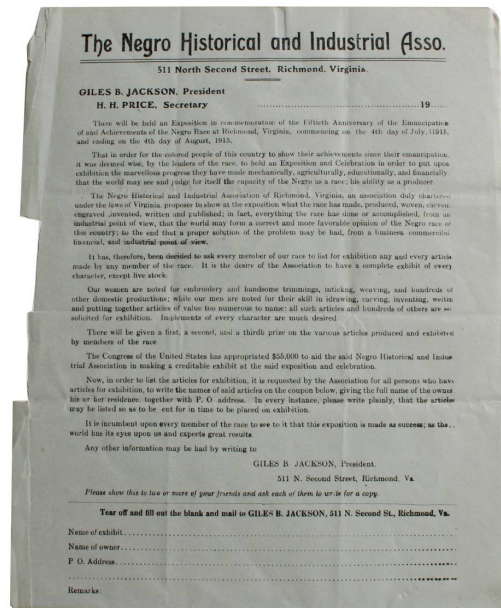 The Negro Historical and Industrial Asso.
511 North Second Street, Richmond, Virginia.
GILES B. JACKSON, President
H. H. PRICE, Secretary ........................................19......
There will be held an Exposition in commemoration of the Fiftieth Anniversary of the Emancipation
of and Achievements of the Negro Race at Richmond, Virginia, commencing on the 4th day of July, 1915,
and ending on the 4th day of August, 1915,
That in order for the colored people of this country to show their achievements since their emancipation,
it was deemed wise, by the leaders of the race, to hold an Exposition and Celebration in order to put upon
exhibition the marvellous progress they have made mechanically, agriculturally, educationally, and financially
that the world may see and judge for itself the capacity of the Negro as a race; his ability as a producer
The Negro Historical and Industrial Association of Richmond, Virginia, an association duly chartered
under the laws of Virginia, propose to show at the exposition what the race has made, produced, woven, carved
engraved invented, written and published; in fact, everything the race has done or accomplished, from an
industrial point of view, that the world may form a correct and more favorable opinion of the Negro race of
this country; to the end that a proper solution of the problem may be had, from a business commercial
financial, and industrial point of view.
It has, therefore, been decided to ask every member of our race to list for exhibition any and every article
made by any member of the race. It is the desire of the Association to have a complete exhibit of every
character, except live stock.
Our women are noted for embroidery and handsome trimmings, inticking, weaving, and hundreds of
other domestic productions; while our men are noted for their skill in idrawing, carving, inventing,
and putting together articles of value too numerous to name; all such articles and hundreds of others are so
solicited for exhibition. Implements of every character are much desired
There will be given a first, a second, and a thirdth prize on the various articles produced and exhibited
by members of the race
The Congress of the United States has appropriated $55,000 to aid the said Negro Historical and Indus
trial Association in making a creditable exhibit at the said exposition and celebration.
Now, in order to list the articles for exhibition, it is requested by the Association for all persons who have
articles for exhibition, to write the names of said articles on the coupon below, giving the full name of the owner,
his or her residence, together with P. O address. In every instance, please write plainly, that the articles
may be listed so as to be ent for in time to be placed on exhibition.
It is incumbent upon every member of the race to see to it that this exposition is made as success; as the
world has its eyes upon us and expects great results
Any other information may be had by writing to
GILES B. JACKSON, President,
511 N. Second Street, Richmond, Va.
Please show this to two or more of your friends and ask each of them to write for a copy.
Tear off and fill out the blank and mail to GILES B. JACKSON, 511 N. Second St., Richmond, Va.
Name of exhibit
Name of owner
P O. Address
Remarks: